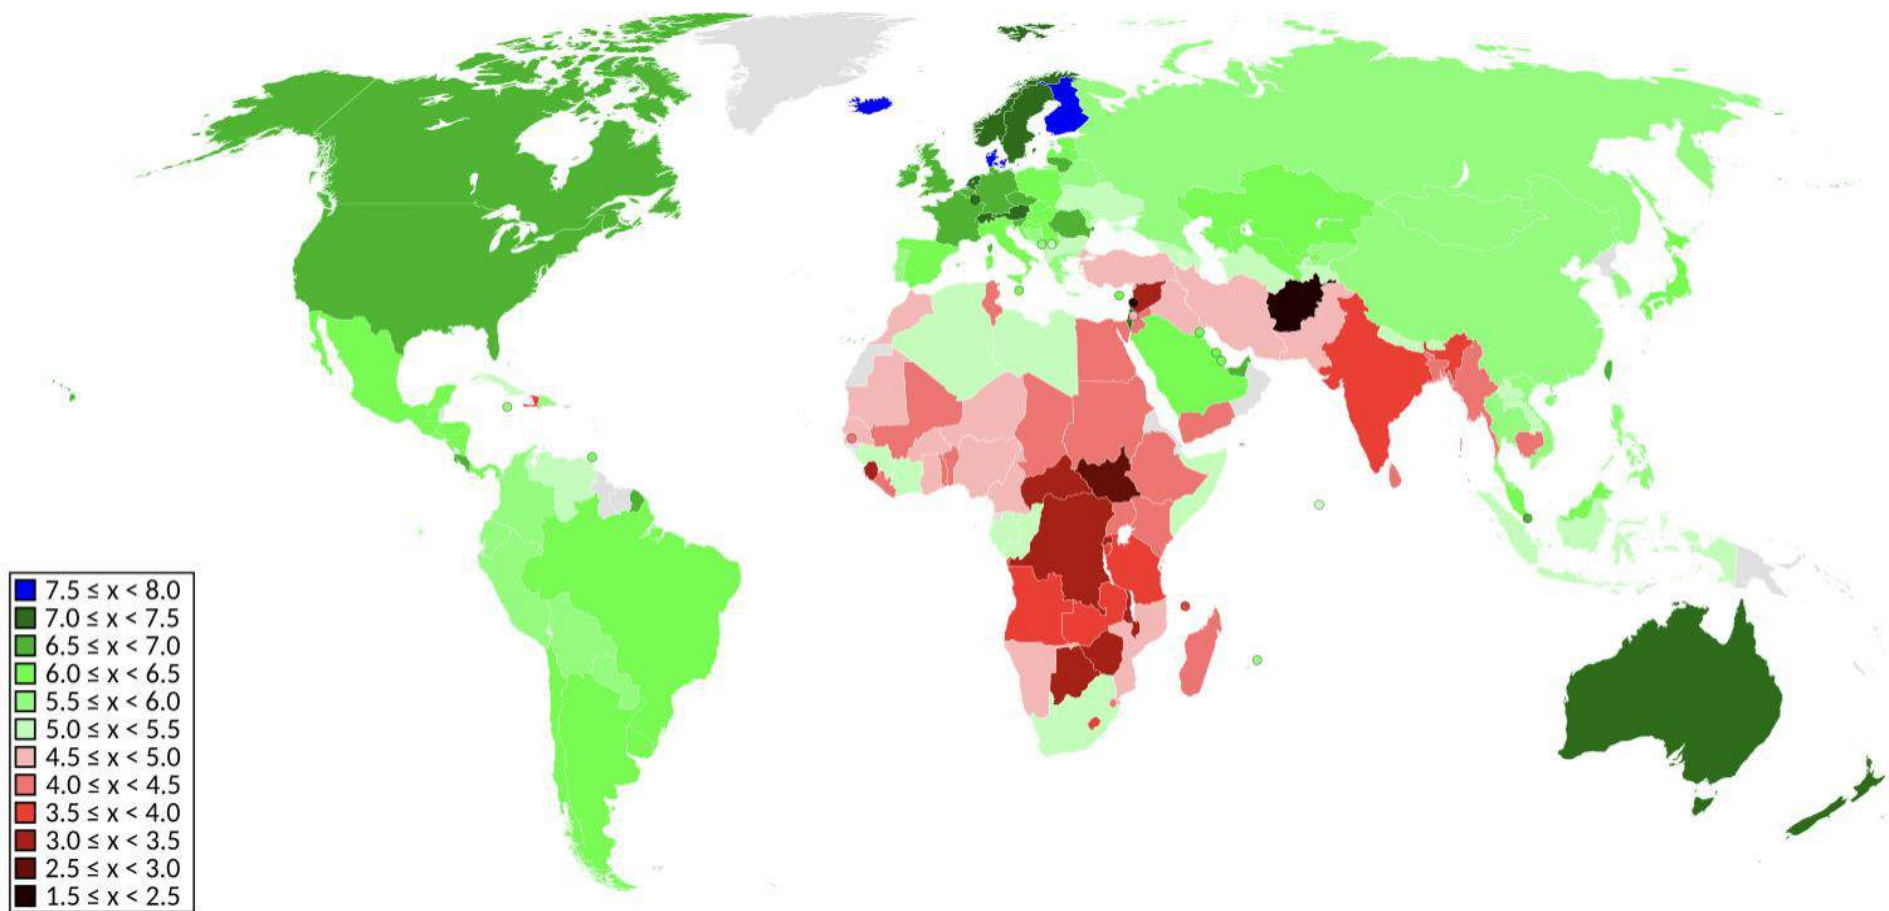 7.5 ≤ x < 8.0
7.0 ≤ x < 7.5
6.5 ≤ x < 7.0
6.0 ≤ x < 6.5
5.5 ≤ x < 6.0
5.0 ≤ x < 5.5
4.5 ≤ x < 5.0
4.0 ≤ x < 4.5
3.5 ≤ x < 4.0
3.0 ≤ x < 3.5
2.5 ≤ x < 3.0
1.5 ≤ x < 2.5